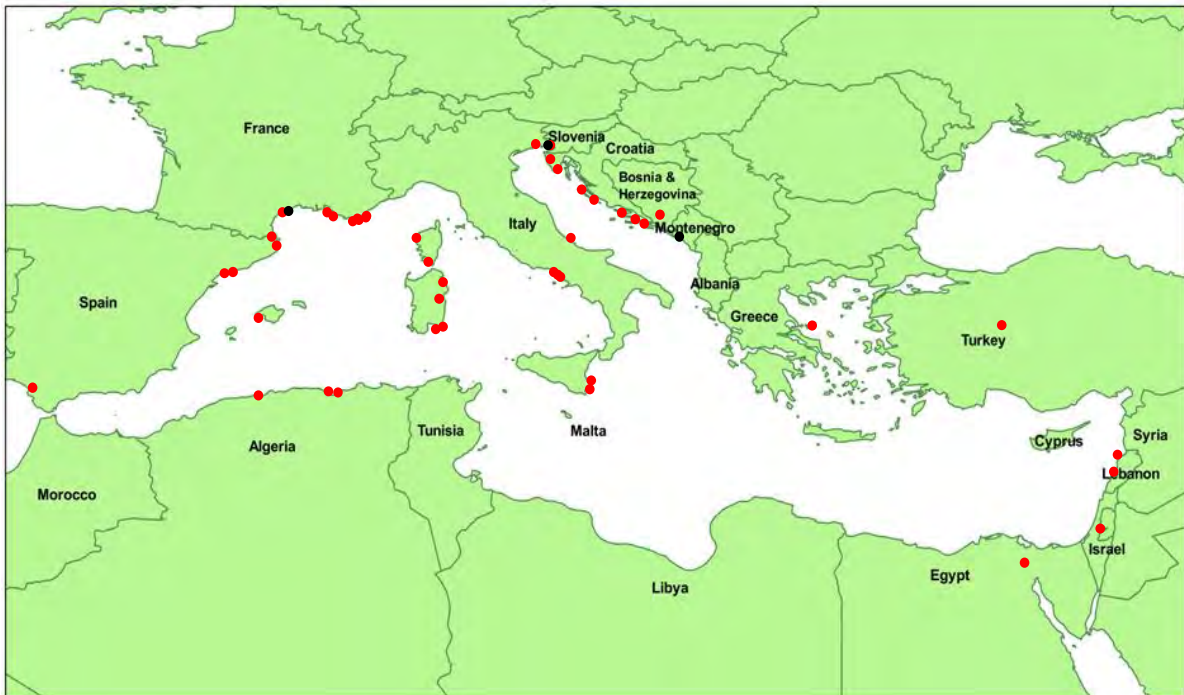 France
Slovenia
Croatia
Bosnia &
Herzegovina
Italy
Montenegro
Spain
Albania
Greece
Turkey
Malta
Tunisia
Algeria
Cyprus
Syria
Lebanon
Morocco
Israel
Egypt
Libya